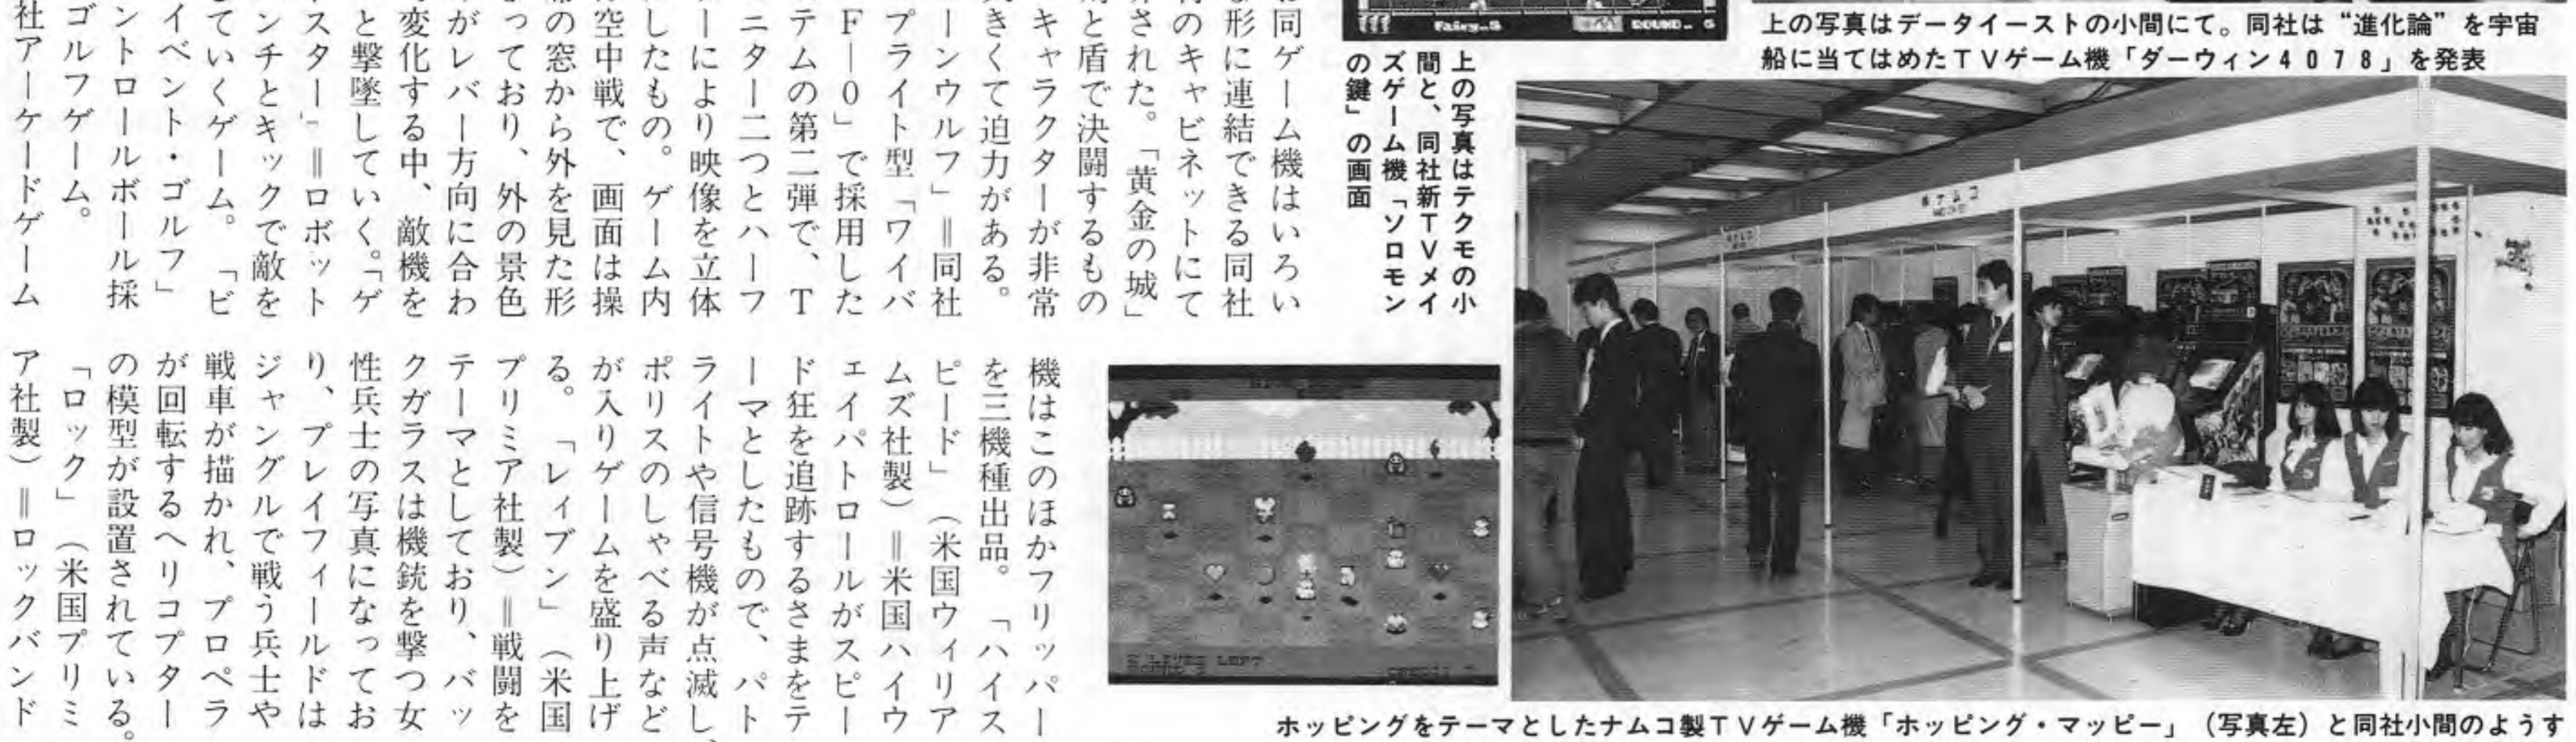 お同ゲーム機はいろい
な形に連結できる同社
のキャビネットにて
された。「黄金の城」
と盾で決闘するもの
キャラクターが非常
きくて迫力がある。
ーンウルフ」＝同社
プライト型「ワイバ
F―0」で採用した
テムの第二弾で、T
ニター二つとハーフ
ーにより映像を立体
したもの。ゲーム内
空中戦で、画面は操
の窓から外を見た形
っており、外の景色
がレバー方向に合わ
変化する中、敵機を
と撃墜していく。「ゲ
スター」＝ロボット
ンチとキックで敵を
ていくゲーム。「ビ
イベント・ゴルフ」
ントロールボール採
ゴルフゲーム。
社アーケードゲーム
機はこのほかフリッパー
を三機種出品。「ハイス
ピード」（米国ウィリア
ムズ社製）＝米国ハイウ
ェイパトロールがスピー
ド狂を追跡するさまをテ
ーマとしたもので、パト
ライトや信号機が点滅し、
ポリスのしゃべる声など
が入りゲームを盛り上げ
る。「レイブン」（米国
プリミア社製）＝戦闘を
テーマとしており、バッ
クガラスは機銃を撃つ女
性兵士の写真になってお
り、プレイフィールドは
ジャングルで戦う兵士や
戦車が描かれ、プロペラ
が回転するヘリコプター
の模型が設置されている。
「ロック」（米国プリミ
ア社製）＝ロックバンド
Fairy_S
ROUND_ 6
上の写真はテクモの小
間と、同社新TVメイ
ズゲーム機「ソロモン
の鍵」の画面
上の写真はデータイーストの小間にて。同社は“進化論”を宇宙
船に当てはめたTVゲーム機「ダーウィン4078」を発表
ナムコ
ホッピングをテーマとしたナムコ製TVゲーム機「ホッピング・マッピー」（写真左）と同社小間のようす